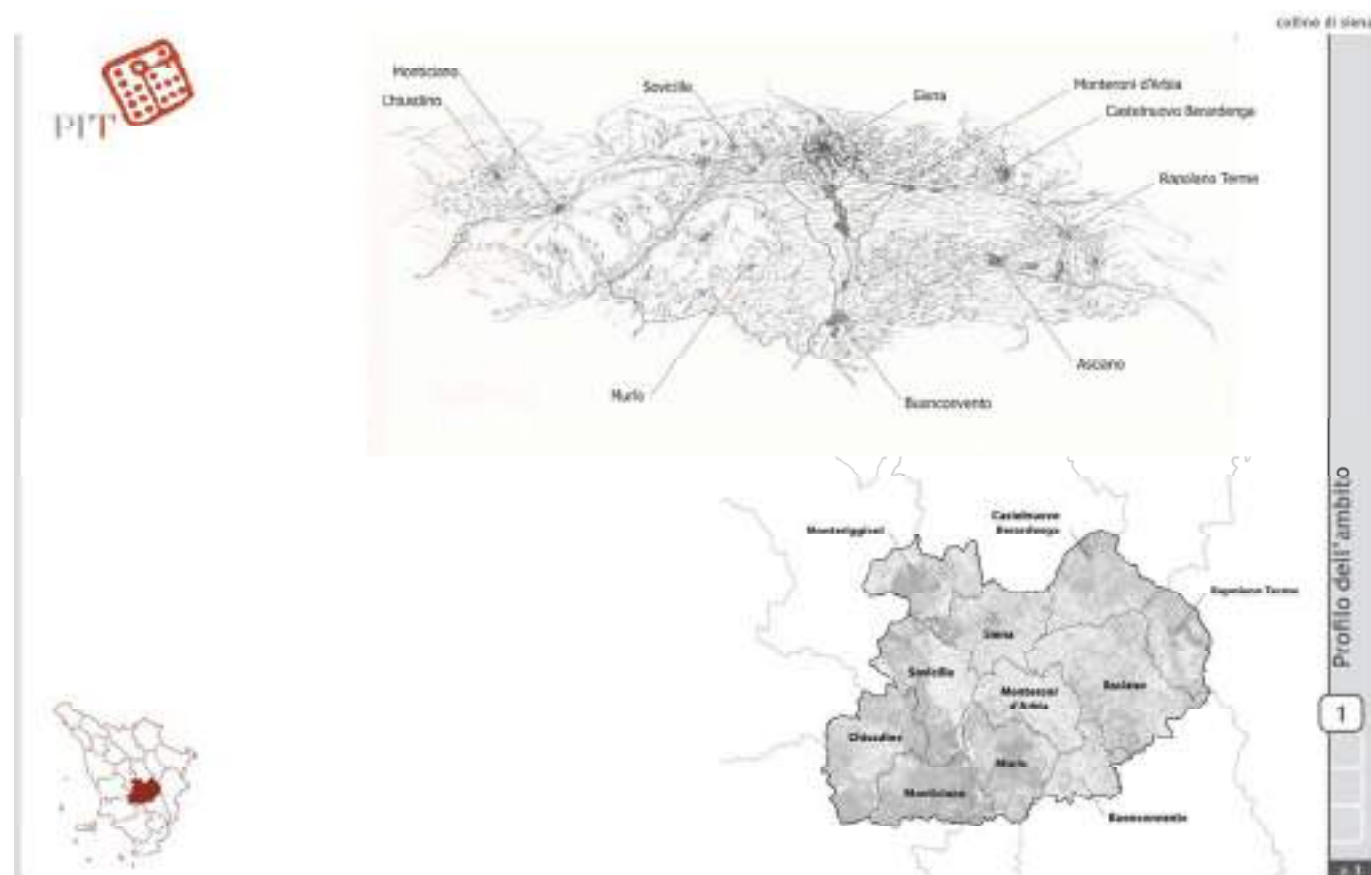 colline di siena
PIT
Monticiano
Chiusdino
Sovicille
Siena
Monteroni d'Arbia
Castelnuovo Berardenga
Rapolano Terme
Asciano
Buonconvento
Murlo
Monteriggioni
Castelnuovo
Berardenga
Rapolano Terme
Siena
Sovicille
Monteroni
d'Arbia
Asciano
Chiusdino
Murlo
Monticiano
Buonconvento
Profilo dell'ambito
1